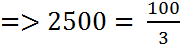 => 2500 = 100/3